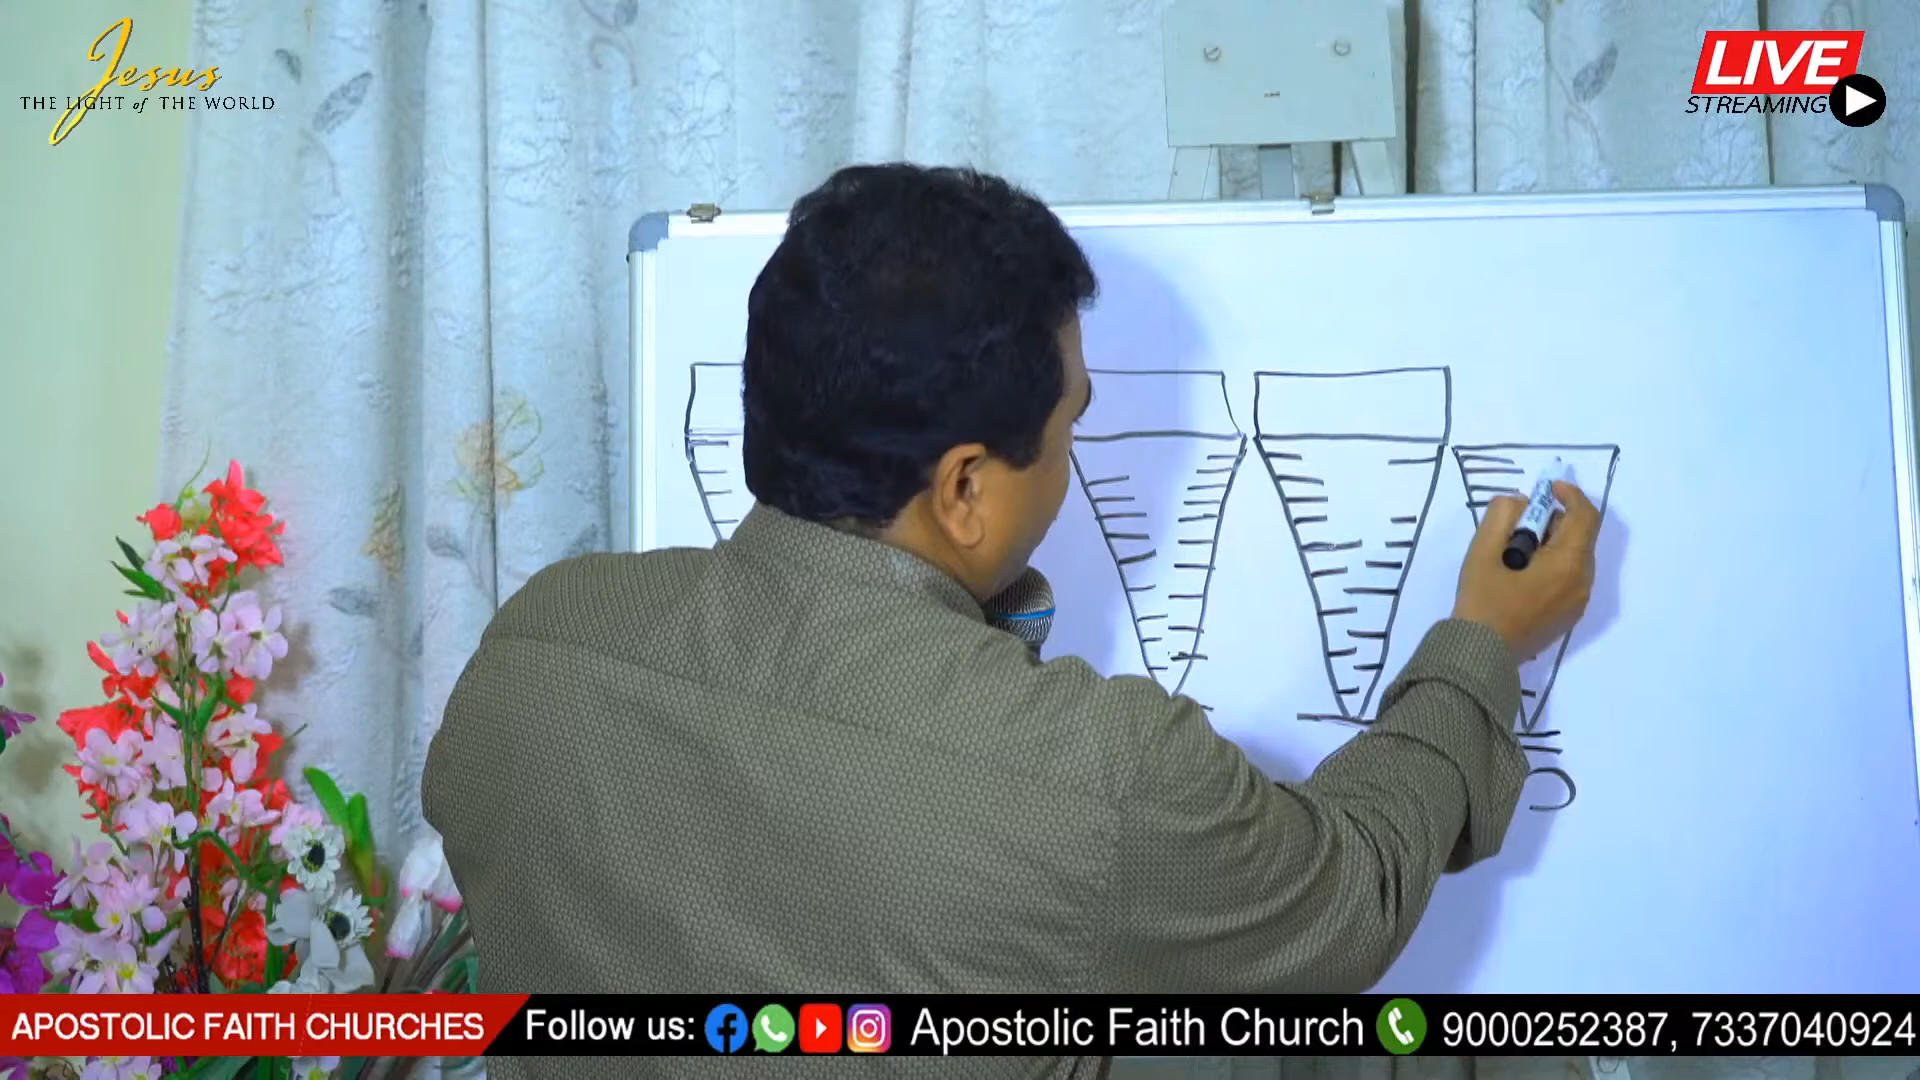 Jesus
THE LIGHT of THE WORLD
LIVE
STREAMING
APOSTOLIC FAITH CHURCHES
Follow us:
Apostolic Faith Church
9000252387, 7337040924